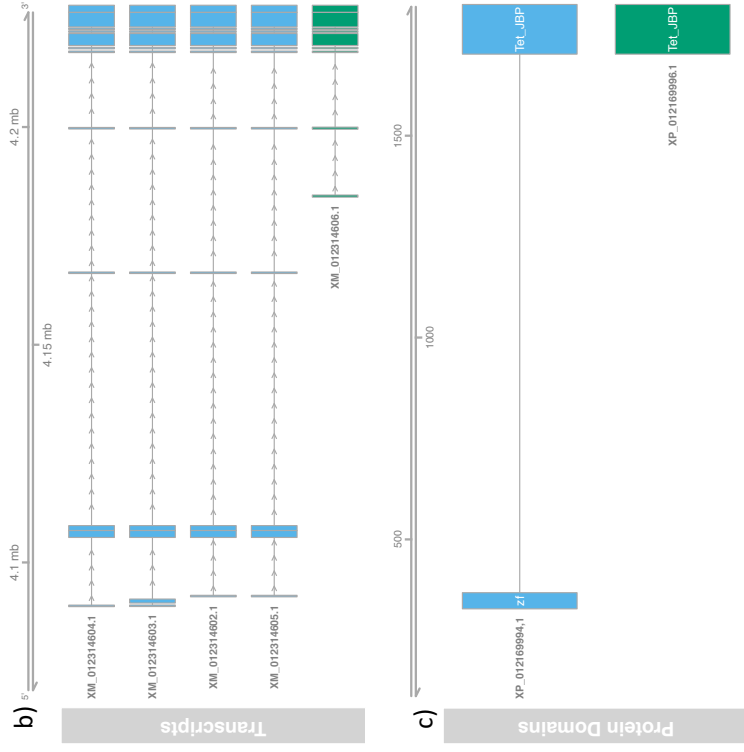 b)
Transcripts
5'
4.1 mb
4.15 mb
4.2 mb
3'
XM_012314604.1
XM_012314603.1
XM_012314602.1
XM_012314605.1
XM_012314606.1
c)
Protein Domains
500
1000
1500
XP_012169994,1
zf
Tet_JBP
XP_012169996.1
Tet_JBP